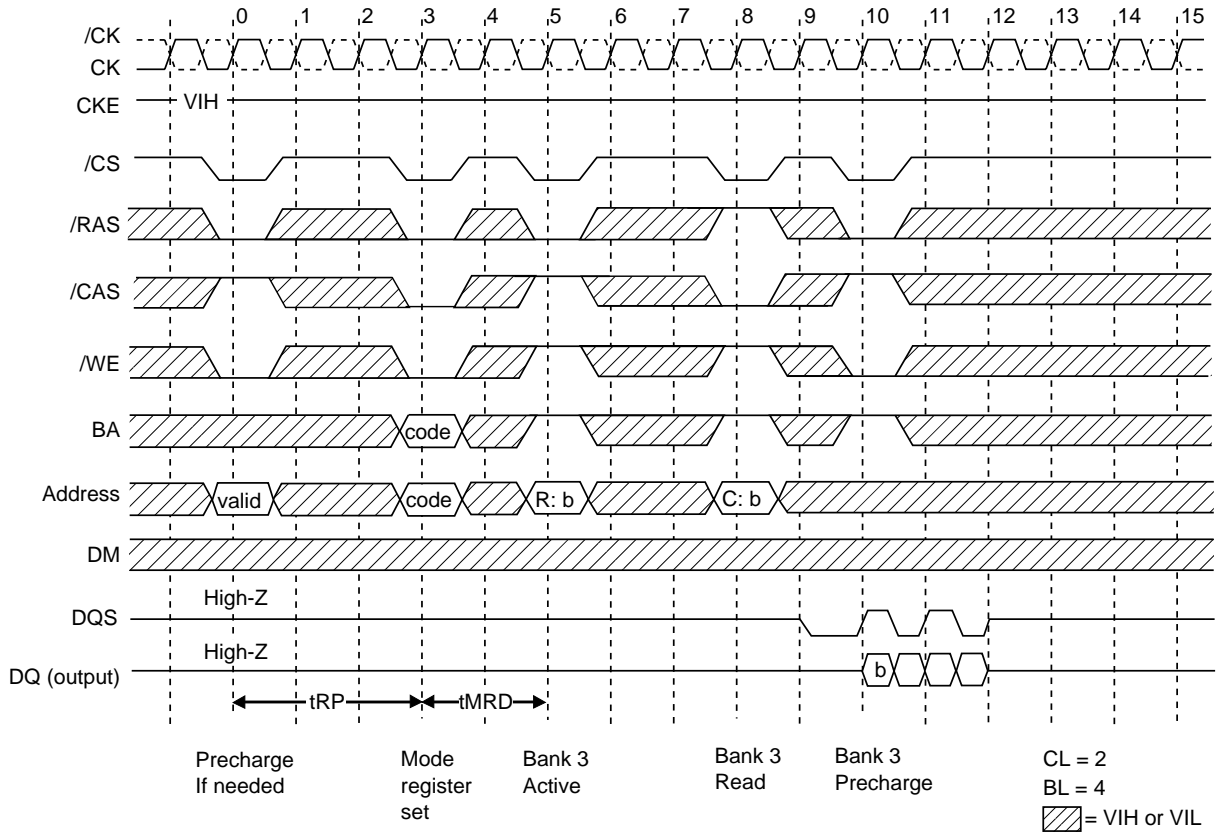 0 1 2 3 4 5 6 7 8 9 10 11 12 13 14 15
/CK
CK
CKE
VIH
/CS
/RAS
/CAS
/WE
BA
code
Address
valid
code
R: b
C: b
DM
High-Z
DQS
High-Z
DQ (output)
b
tRP
tMRD
Precharge
If needed
Mode
register
set
Bank 3
Active
Bank 3
Read
Bank 3
Precharge
CL = 2
BL = 4
= VIH or VIL